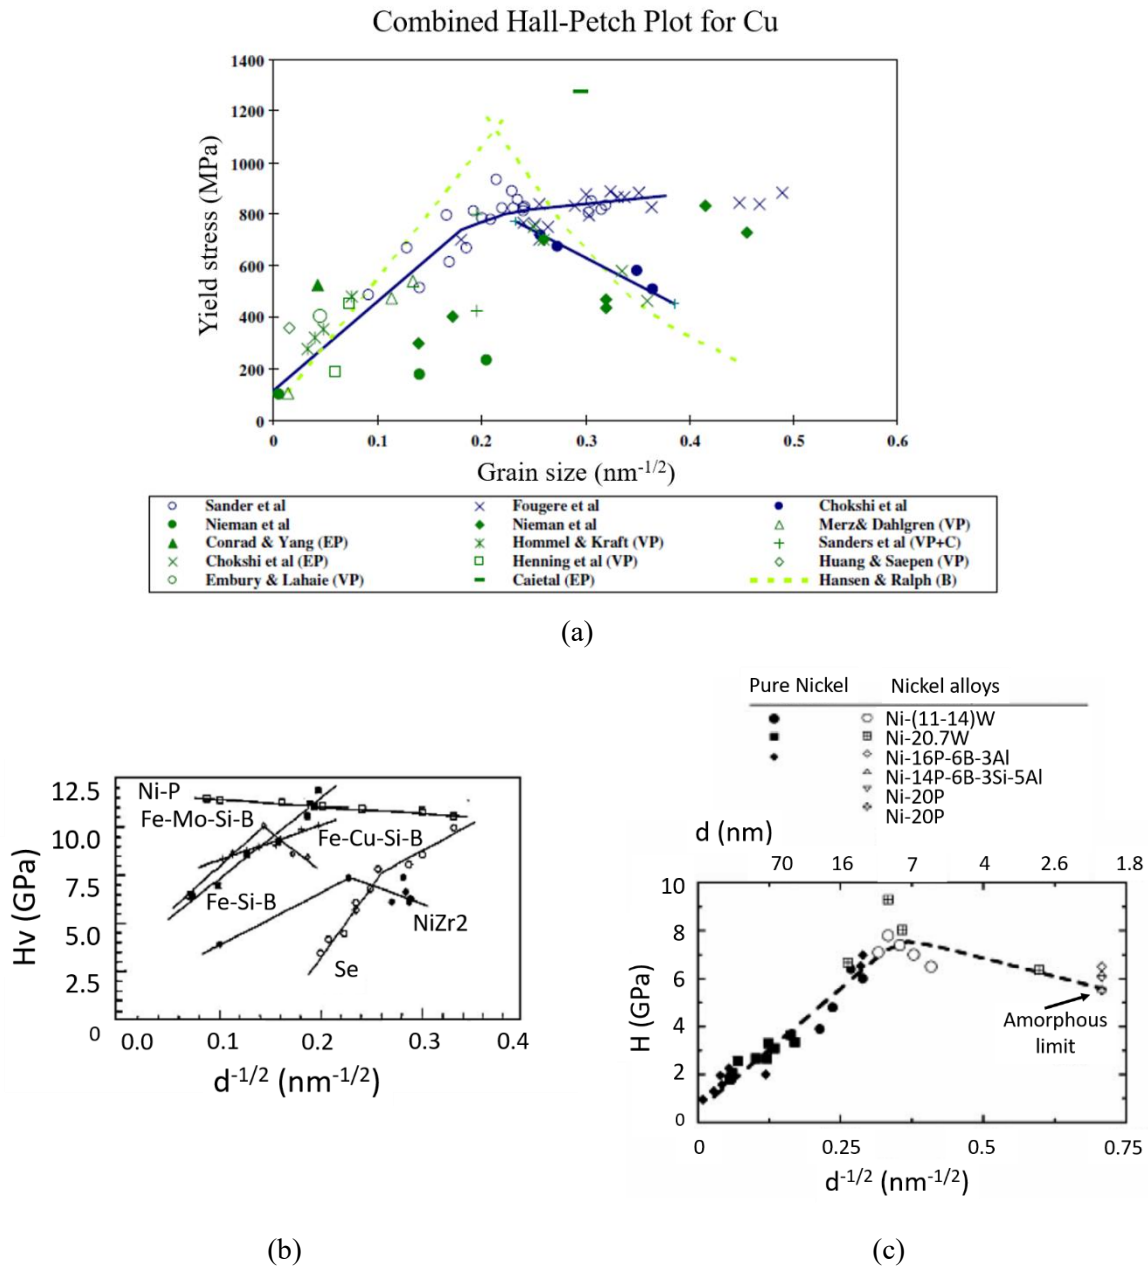 Combined Hall-Petch Plot for Cu
Yield stress (MPa)
1400
1200
1000
800
600
400
200
0
0 0.1 0.2 0.3 0.4 0.5 0.6
Grain size (nm-1/2)
Sander et al Fougere et al Chokshi et al
Nieman et al Nieman et al Merz& Dahlgren (VP)
Conrad & Yang (EP) Hommel & Kraft (VP) Sanders et al (VP+C)
Chokshi et al (EP) Henning et al (VP) Huang & Saepen (VP)
Embury & Lahaie (VP) Caietal (EP) Hansen & Ralph (B)
(a)
Hv (GPa)
12.5
10.0
7.5
5.0
2.5
0
Ni-P
Fe-Mo-Si-B
Fe-Cu-Si-B
Fe-Si-B
NiZr2
Se
0.0 0.1 0.2 0.3 0.4
d-1/2 (nm-1/2)
(b)
Pure Nickel Nickel alloys
Ni-(11-14)W
Ni-20.7W
Ni-16P-6B-3Al
Ni-14P-6B-3Si-5Al
Ni-20P
Ni-20P
d (nm)
70 16 7 4 2.6 1.8
H (GPa)
10
8
6
4
2
0
Amorphous
limit
0 0.25 0.5 0.75
d-1/2 (nm-1/2)
(c)